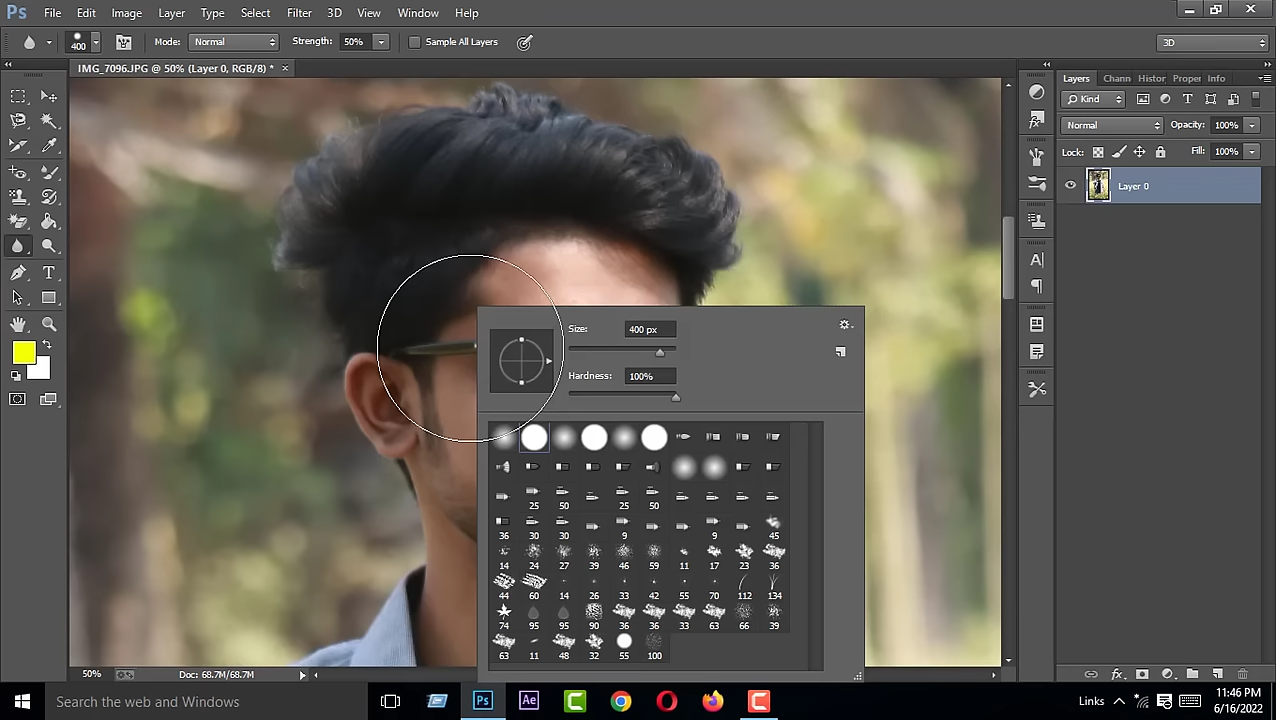 Ps File Edit Image Layer Type Select Filter 3D View Window Help
400 Mode: Normal Strength: 50% Sample All Layers 3D
IMG_7096.JPG @ 50% (Layer 0, RGB/8) * ×
Layers Chann Histor Proper Info
Kind
Normal Opacity: 100%
Lock: Fill: 100%
Layer 0
Size: 400 px
Hardness: 100%
25 50 25 50
36 30 30 9 9 45
14 24 27 39 46 59 11 17 23 36
44 60 14 26 33 42 55 70 112 134
74 95 95 90 36 36 33 63 66 39
63 11 48 32 55 100
50% Doc: 68.7M/68.7M
Search the web and Windows Ps Ae Links 11:46 PM
6/16/2022